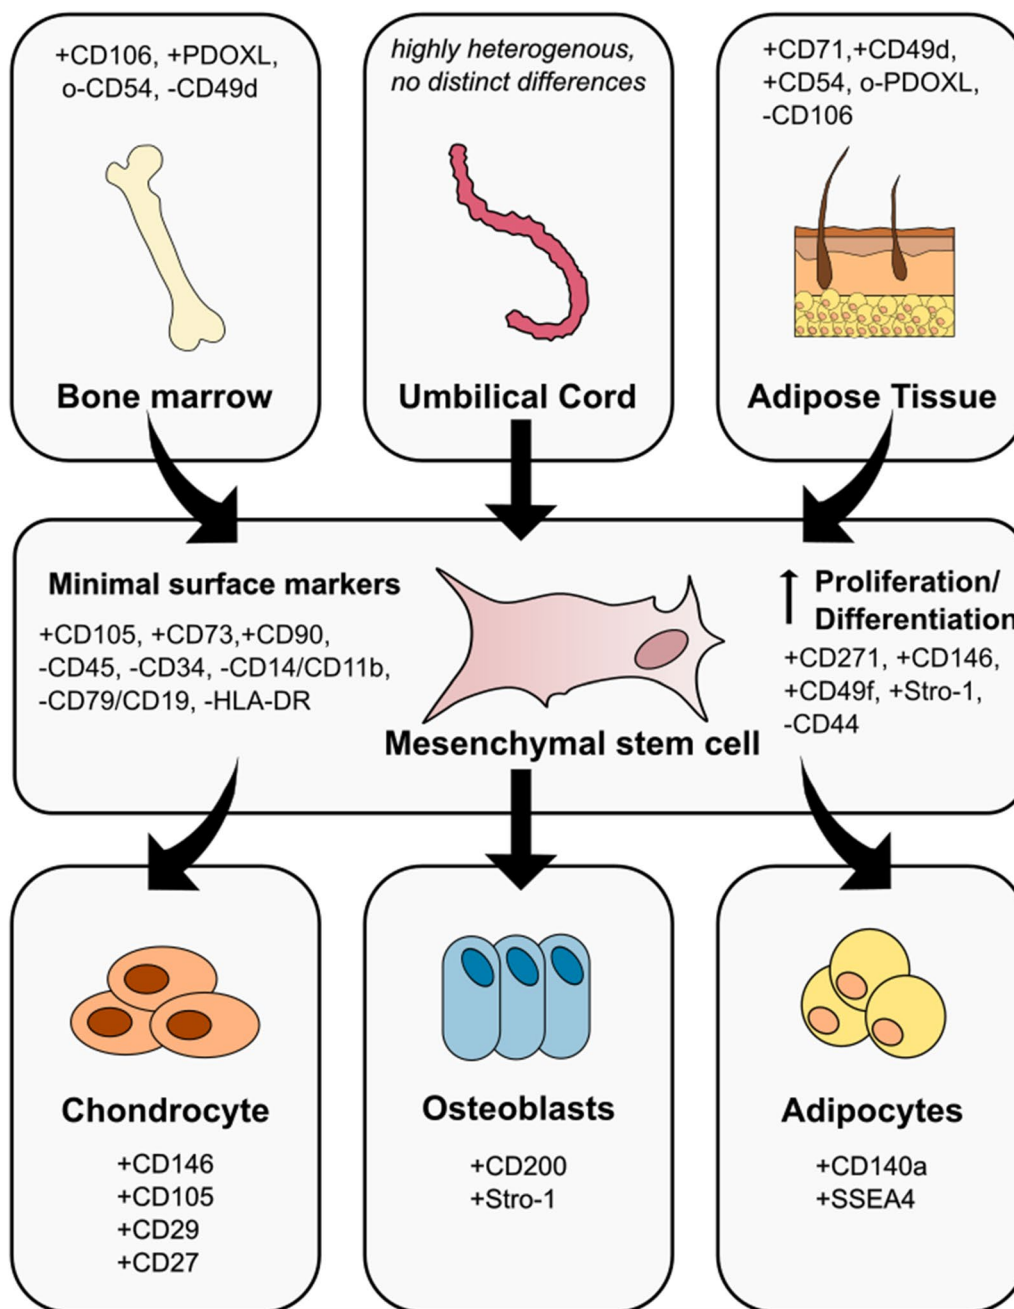 +CD106, +PDOXL,
o-CD54, -CD49d
Bone marrow
highly heterogenous,
no distinct differences
Umbilical Cord
+CD71,+CD49d,
+CD54, o-PDOXL,
-CD106
Adipose Tissue
Minimal surface markers
+CD105, +CD73,+CD90,
-CD45, -CD34, -CD14/CD11b,
-CD79/CD19, -HLA-DR
Mesenchymal stem cell
Proliferation/
Differentiation
+CD271, +CD146,
+CD49f, +Stro-1,
-CD44
Chondrocyte
+CD146
+CD105
+CD29
+CD27
Osteoblasts
+CD200
+Stro-1
Adipocytes
+CD140a
+SSEA4